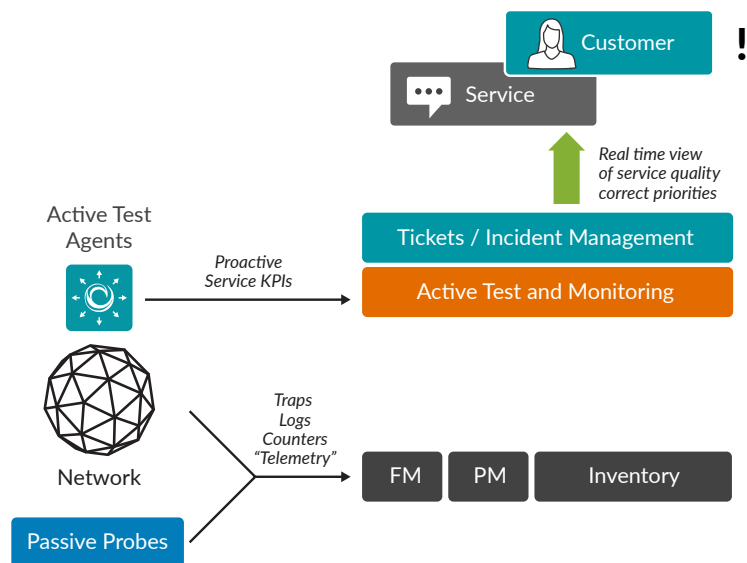 Customer
!
Service
Real time view
of service quality
correct priorities
Active Test
Agents
Tickets / Incident Management
Proactive
Service KPIs
Active Test and Monitoring
Traps
Logs
Counters
“Telemetry”
Network
FM
PM
Inventory
Passive Probes